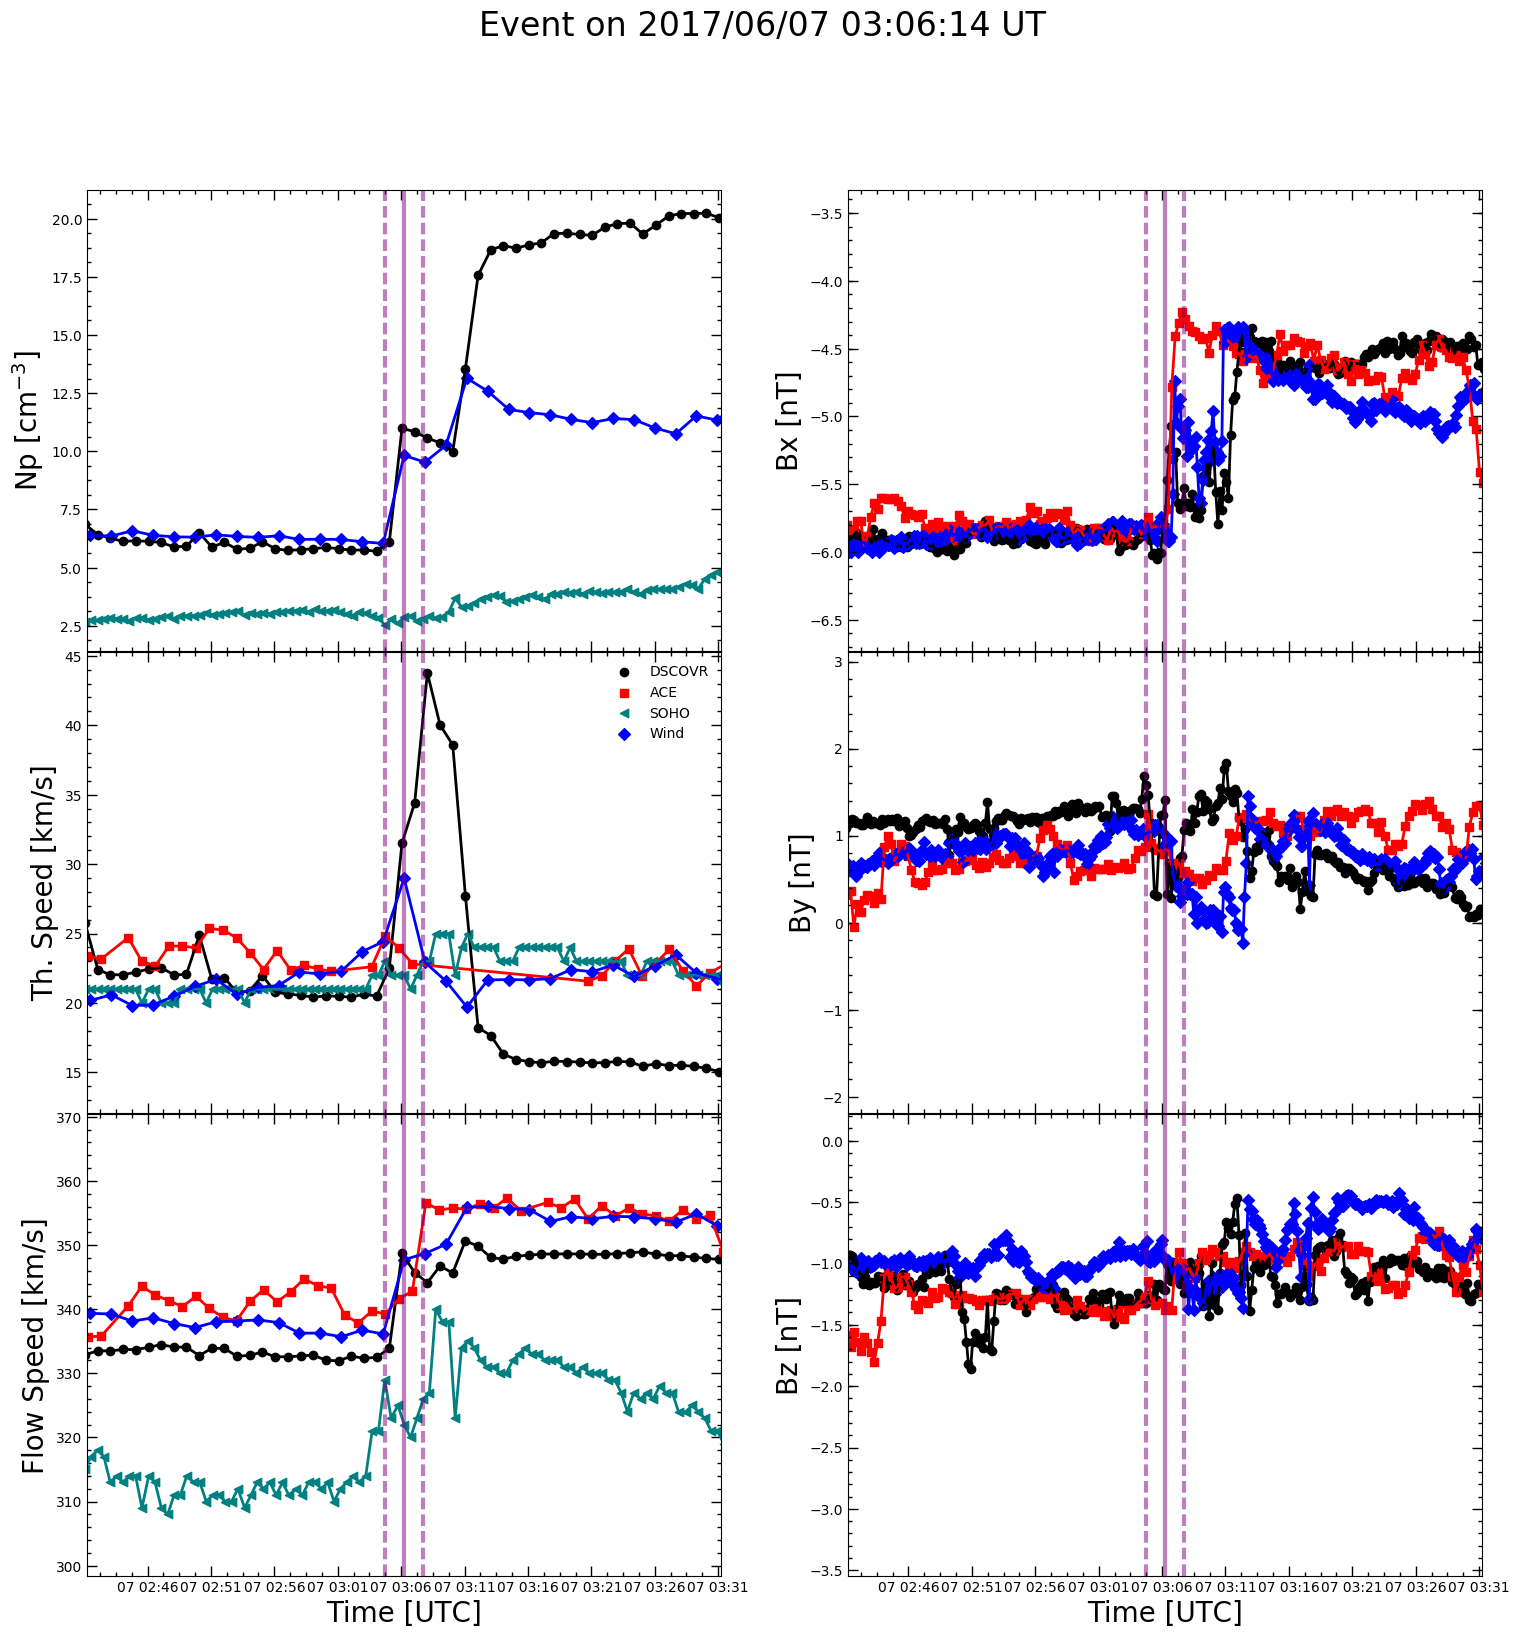 Event on 2017/06/07 03:06:14 UT
Np [cm⁻³]
20.0
17.5
15.0
12.5
10.0
7.5
5.0
2.5
Th. Speed [km/s]
45
40
35
30
25
20
15
DSCOVR
ACE
SOHO
Wind
Flow Speed [km/s]
370
360
350
340
330
320
310
300
07 02:46 07 02:51 07 02:56 07 03:01 07 03:06 07 03:11 07 03:16 07 03:21 07 03:26 07 03:31
Time [UTC]
Bx [nT]
−3.5
−4.0
−4.5
−5.0
−5.5
−6.0
−6.5
By [nT]
3
2
1
0
−1
−2
Bz [nT]
0.0
−0.5
−1.0
−1.5
−2.0
−2.5
−3.0
−3.5
07 02:46 07 02:51 07 02:56 07 03:01 07 03:06 07 03:11 07 03:16 07 03:21 07 03:26 07 03:31
Time [UTC]